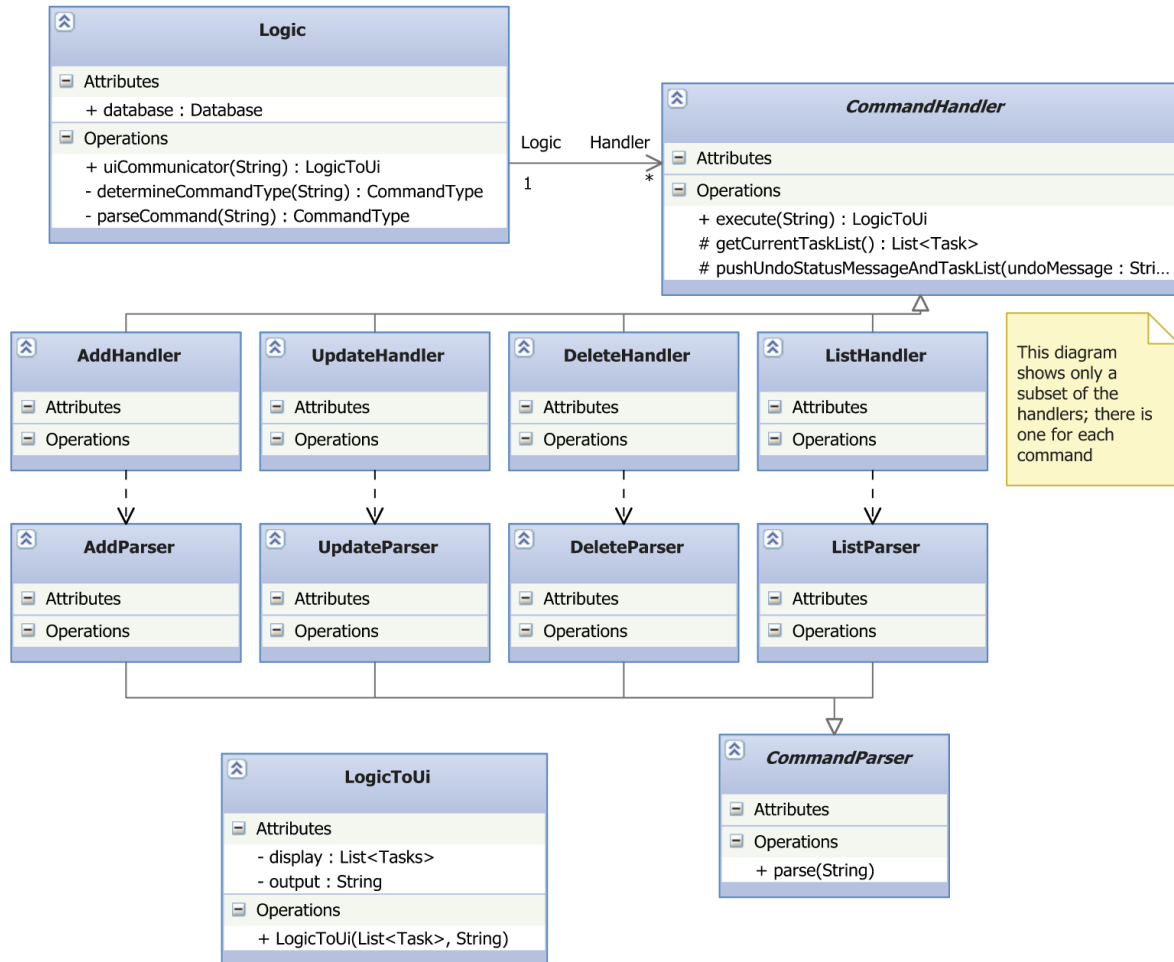 Logic
Attributes
+ database : Database
Operations
+ uiCommunicator(String) : LogicToUi
- determineCommandType(String) : CommandType
- parseCommand(String) : CommandType
Logic Handler
1 *
CommandHandler
Attributes
Operations
+ execute(String) : LogicToUi
# getCurrentTaskList() : List<Task>
# pushUndoStatusMessageAndTaskList(undoMessage : Stri...
AddHandler
Attributes
Operations
UpdateHandler
Attributes
Operations
DeleteHandler
Attributes
Operations
ListHandler
Attributes
Operations
This diagram
shows only a
subset of the
handlers; there is
one for each
command
AddParser
Attributes
Operations
UpdateParser
Attributes
Operations
DeleteParser
Attributes
Operations
ListParser
Attributes
Operations
LogicToUi
Attributes
- display : List<Tasks>
- output : String
Operations
+ LogicToUi(List<Task>, String)
CommandParser
Attributes
Operations
+ parse(String)